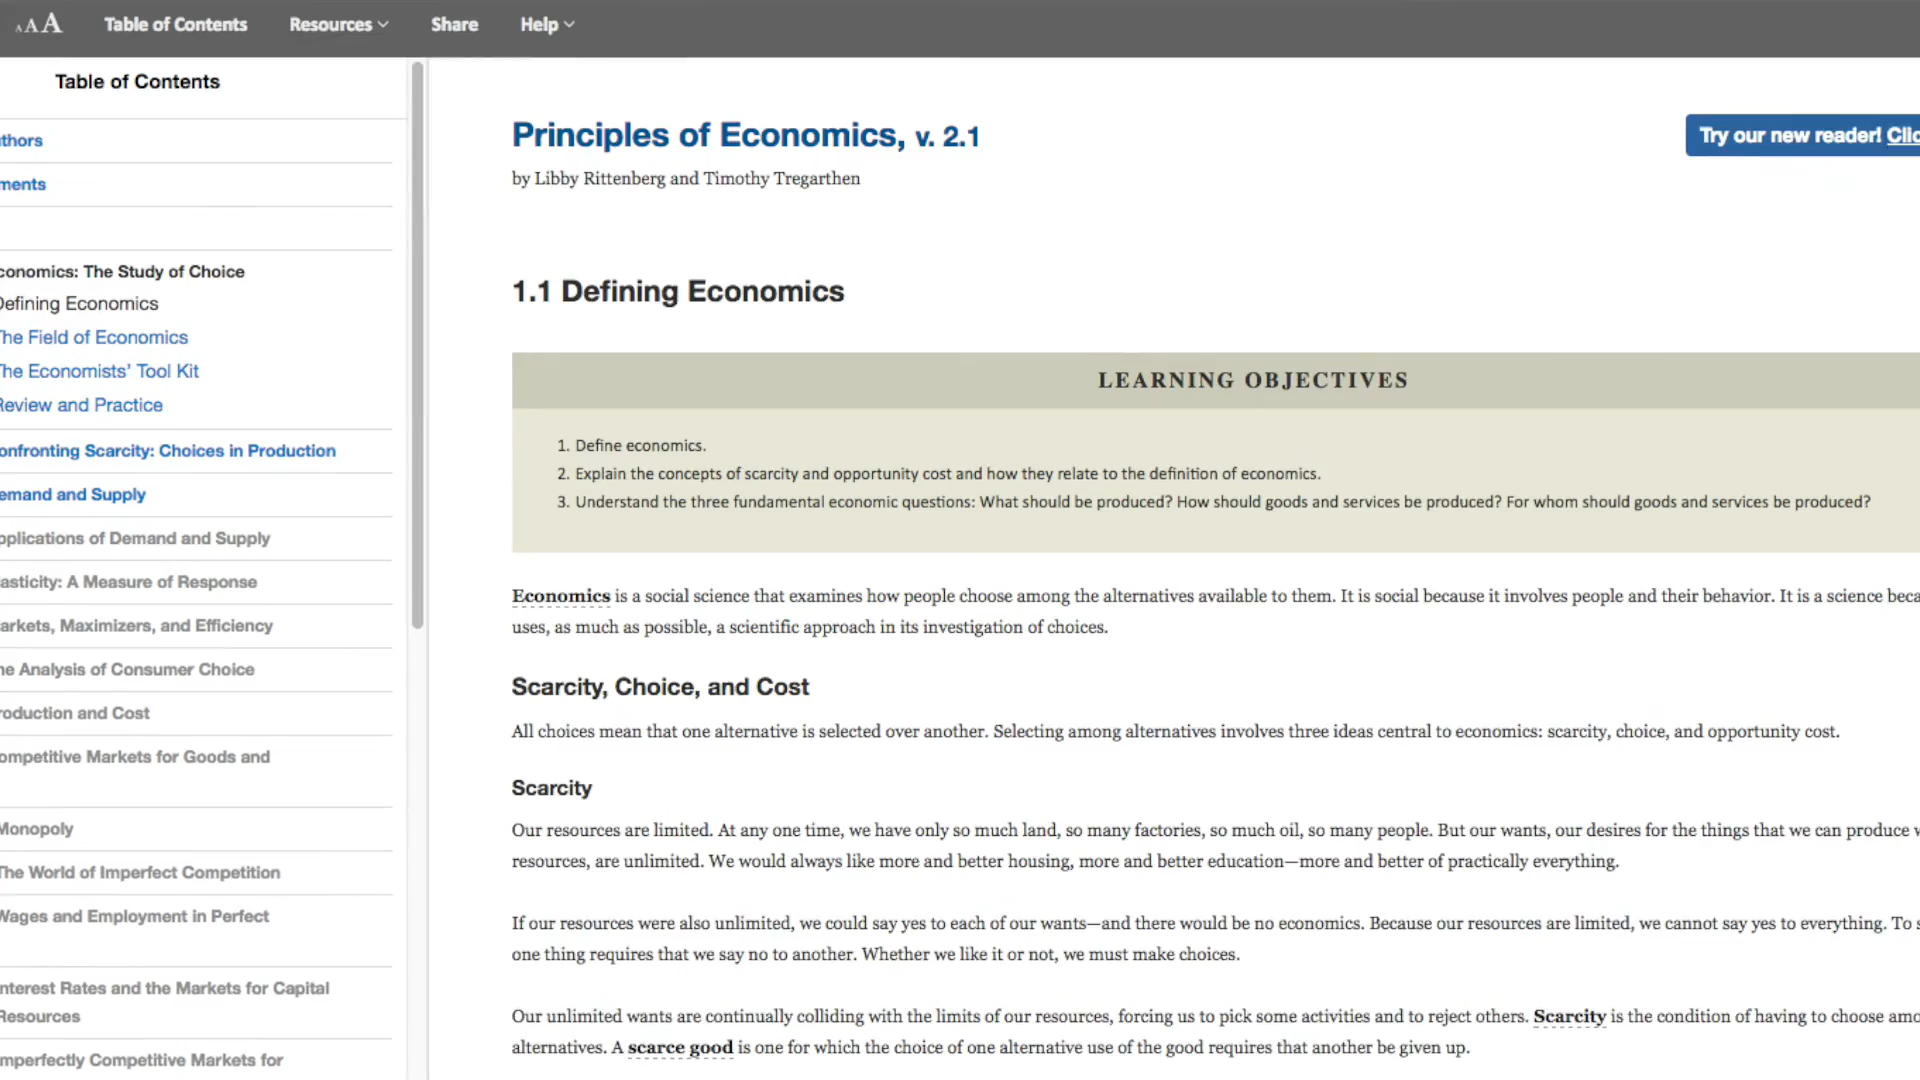 AAA Table of Contents Resources Share Help
Table of Contents
thors
ments
conomics: The Study of Choice
Defining Economics
The Field of Economics
The Economists' Tool Kit
Review and Practice
onfronting Scarcity: Choices in Production
emand and Supply
pplications of Demand and Supply
asticity: A Measure of Response
arkets, Maximizers, and Efficiency
he Analysis of Consumer Choice
roduction and Cost
ompetitive Markets for Goods and
Monopoly
The World of Imperfect Competition
Wages and Employment in Perfect
Interest Rates and the Markets for Capital
Resources
Imperfectly Competitive Markets for
Principles of Economics, v. 2.1
Try our new reader! Clic
by Libby Rittenberg and Timothy Tregarthen
1.1 Defining Economics
LEARNING OBJECTIVES
1. Define economics.
2. Explain the concepts of scarcity and opportunity cost and how they relate to the definition of economics.
3. Understand the three fundamental economic questions: What should be produced? How should goods and services be produced? For whom should goods and services be produced?
Economics is a social science that examines how people choose among the alternatives available to them. It is social because it involves people and their behavior. It is a science beca
uses, as much as possible, a scientific approach in its investigation of choices.
Scarcity, Choice, and Cost
All choices mean that one alternative is selected over another. Selecting among alternatives involves three ideas central to economics: scarcity, choice, and opportunity cost.
Scarcity
Our resources are limited. At any one time, we have only so much land, so many factories, so much oil, so many people. But our wants, our desires for the things that we can produce
resources, are unlimited. We would always like more and better housing, more and better education—more and better of practically everything.
If our resources were also unlimited, we could say yes to each of our wants—and there would be no economics. Because our resources are limited, we cannot say yes to everything. To s
one thing requires that we say no to another. Whether we like it or not, we must make choices.
Our unlimited wants are continually colliding with the limits of our resources, forcing us to pick some activities and to reject others. Scarcity is the condition of having to choose amo
alternatives. A scarce good is one for which the choice of one alternative use of the good requires that another be given up.